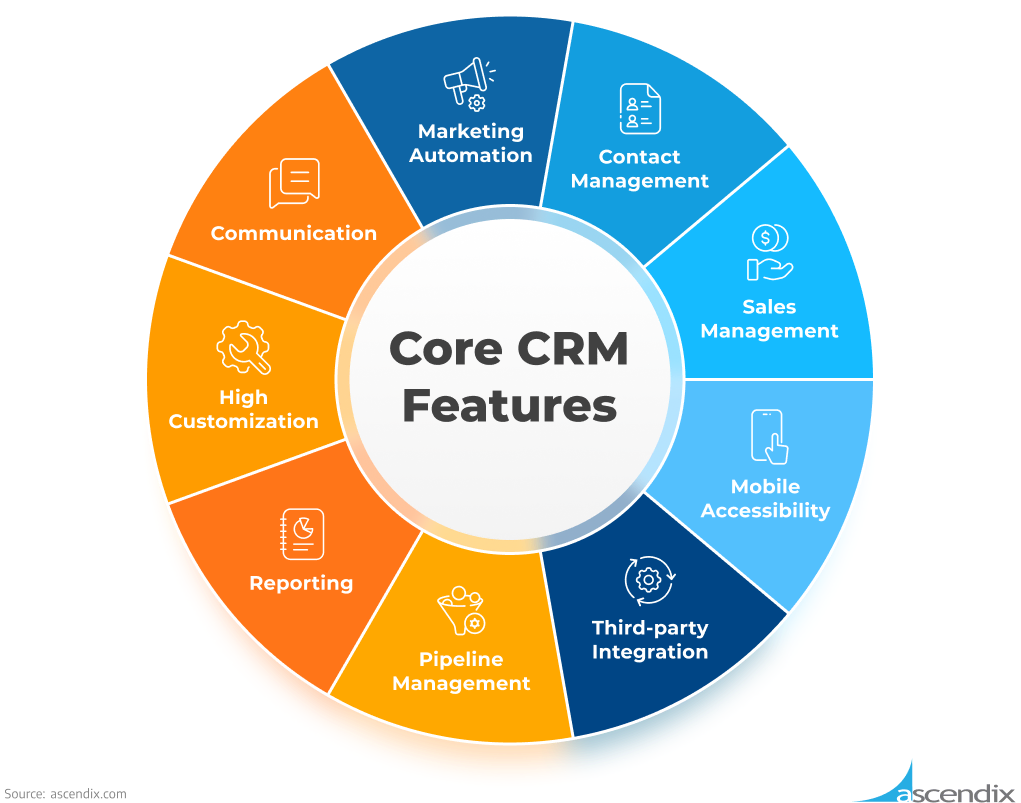 Marketing
Automation
Contact
Management
Sales
Management
Mobile
Accessibility
Third-party
Integration
Pipeline
Management
Reporting
High
Customization
Communication
Core CRM
Features
$
Source: ascendix.com
ascendix